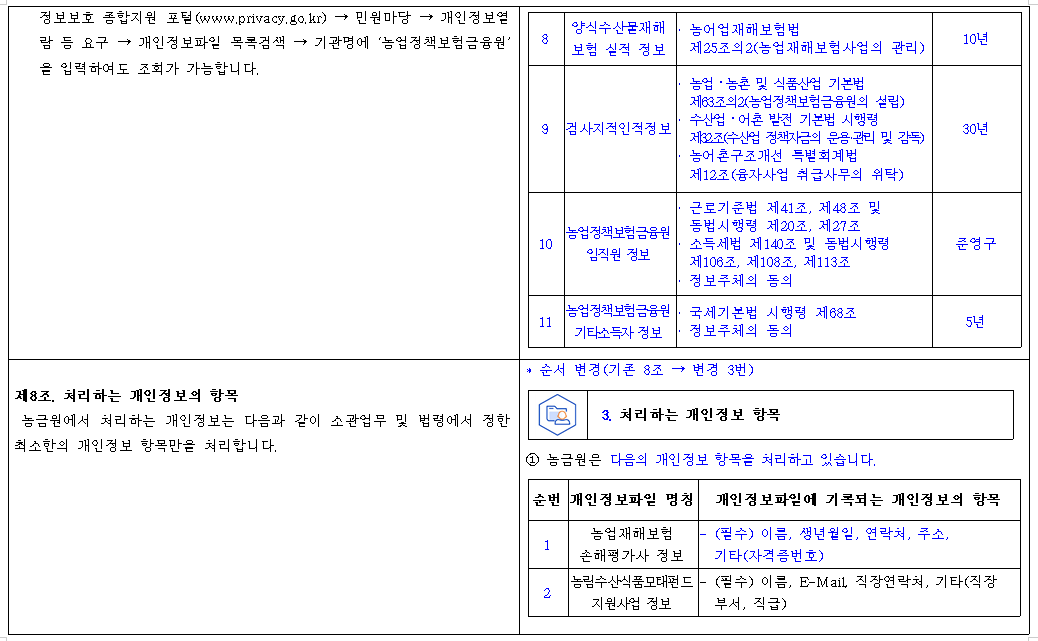 정보보호 종합지원 포털(www.privacy.go.kr) → 민원마당 → 개인정보열
람 등 요구 → 개인정보파일 목록검색 → 기관명에 '농업정책보험금융원'
을 입력하여도 조회가 가능합니다.
8
양식수산물재해
보험 실적 정보
· 농어업재해보험법
제25조의2(농업재해보험사업의 관리)
10년
9
검사지적인적정보
· 농업·농촌 및 식품산업 기본법
제63조의2(농업정책보험금융원의 설립)
· 수산업·어촌 발전 기본법 시행령
제32조(수산업 정책자금의 운용·관리 및 감독)
· 농어촌구조개선 특별회계법
제12조(융자사업 취급사무의 위탁)
30년
10
농업정책보험금융원
임직원 정보
· 근로기준법 제41조, 제48조 및
동법시행령 제20조, 제27조
· 소득세법 제140조 및 동법시행령
제106조, 제108조, 제113조
· 정보주체의 동의
준영구
11
농업정책보험금융원
기타소득자 정보
· 국세기본법 시행령 제68조
· 정보주체의 동의
5년
제8조. 처리하는 개인정보의 항목
농금원에서 처리하는 개인정보는 다음과 같이 소관업무 및 법령에서 정한
최소한의 개인정보 항목만을 처리합니다.
* 순서 변경(기존 8조 → 변경 3번)
3. 처리하는 개인정보 항목
① 농금원은 다음의 개인정보 항목을 처리하고 있습니다.
순번 개인정보파일 명칭 개인정보파일에 기록되는 개인정보의 항목
1
농업재해보험
손해평가사 정보
- (필수) 이름, 생년월일, 연락처, 주소,
기타(자격증번호)
2
농림수산식품모태펀드
지원사업 정보
- (필수) 이름, E-Mail, 직장연락처, 기타(직장
부서, 직급)